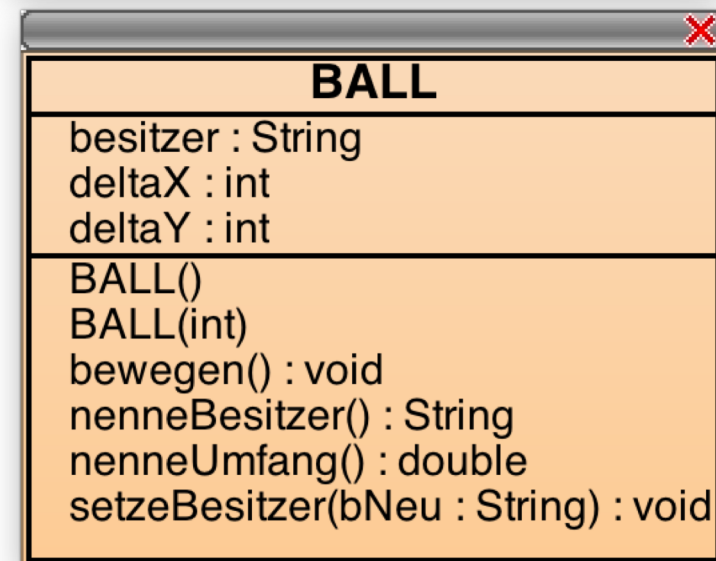 BALL
besitzer : String
deltaX : int
deltaY : int
BALL()
BALL(int)
bewegen() : void
nenneBesitzer() : String
nenneUmfang() : double
setzeBesitzer(bNeu : String) : void